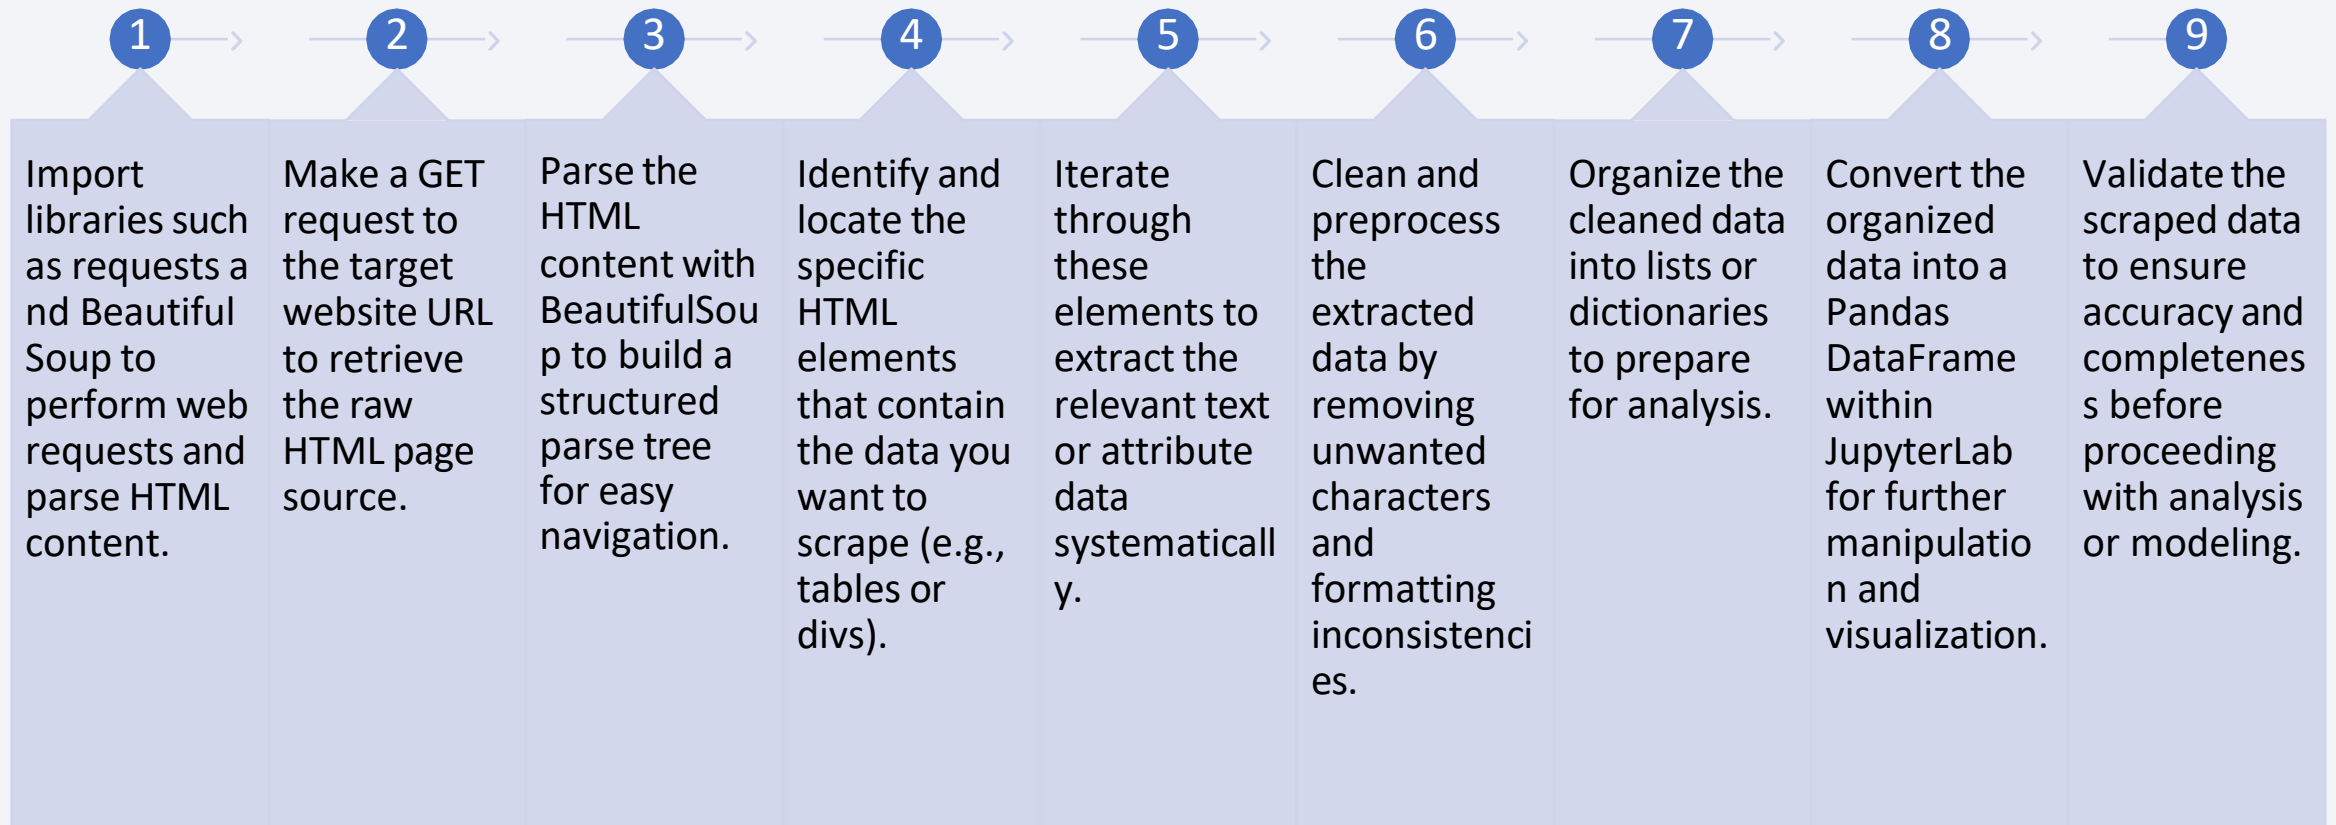 1
Import
libraries such
as requests a
nd Beautiful
Soup to
perform web
requests and
parse HTML
content.
2
Make a GET
request to
the target
website URL
to retrieve
the raw
HTML page
source.
3
Parse the
HTML
content with
BeautifulSou
p to build a
structured
parse tree
for easy
navigation.
4
Identify and
locate the
specific
HTML
elements
that contain
the data you
want to
scrape (e.g.,
tables or
divs).
5
Iterate
through
these
elements to
extract the
relevant text
or attribute
data
systematicall
y.
6
Clean and
preprocess
the
extracted
data by
removing
unwanted
characters
and
formatting
inconsistenci
es.
7
Organize the
cleaned data
into lists or
dictionaries
to prepare
for analysis.
8
Convert the
organized
data into a
Pandas
DataFrame
within
JupyterLab
for further
manipulatio
n and
visualization.
9
Validate the
scraped data
to ensure
accuracy and
completenes
s before
proceeding
with analysis
or modeling.